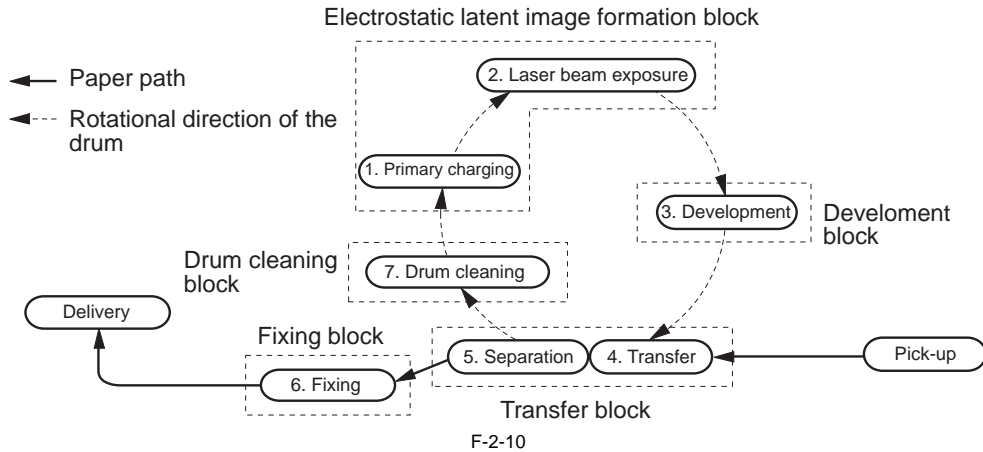 Electrostatic latent image formation block
2. Laser beam exposure
Paper path
Rotational direction of the
drum
1. Primary charging
3. Development
Develoment
block
Drum cleaning
block
7. Drum cleaning
Delivery
Fixing block
5. Separation
4. Transfer
Pick-up
6. Fixing
Transfer block
F-2-10